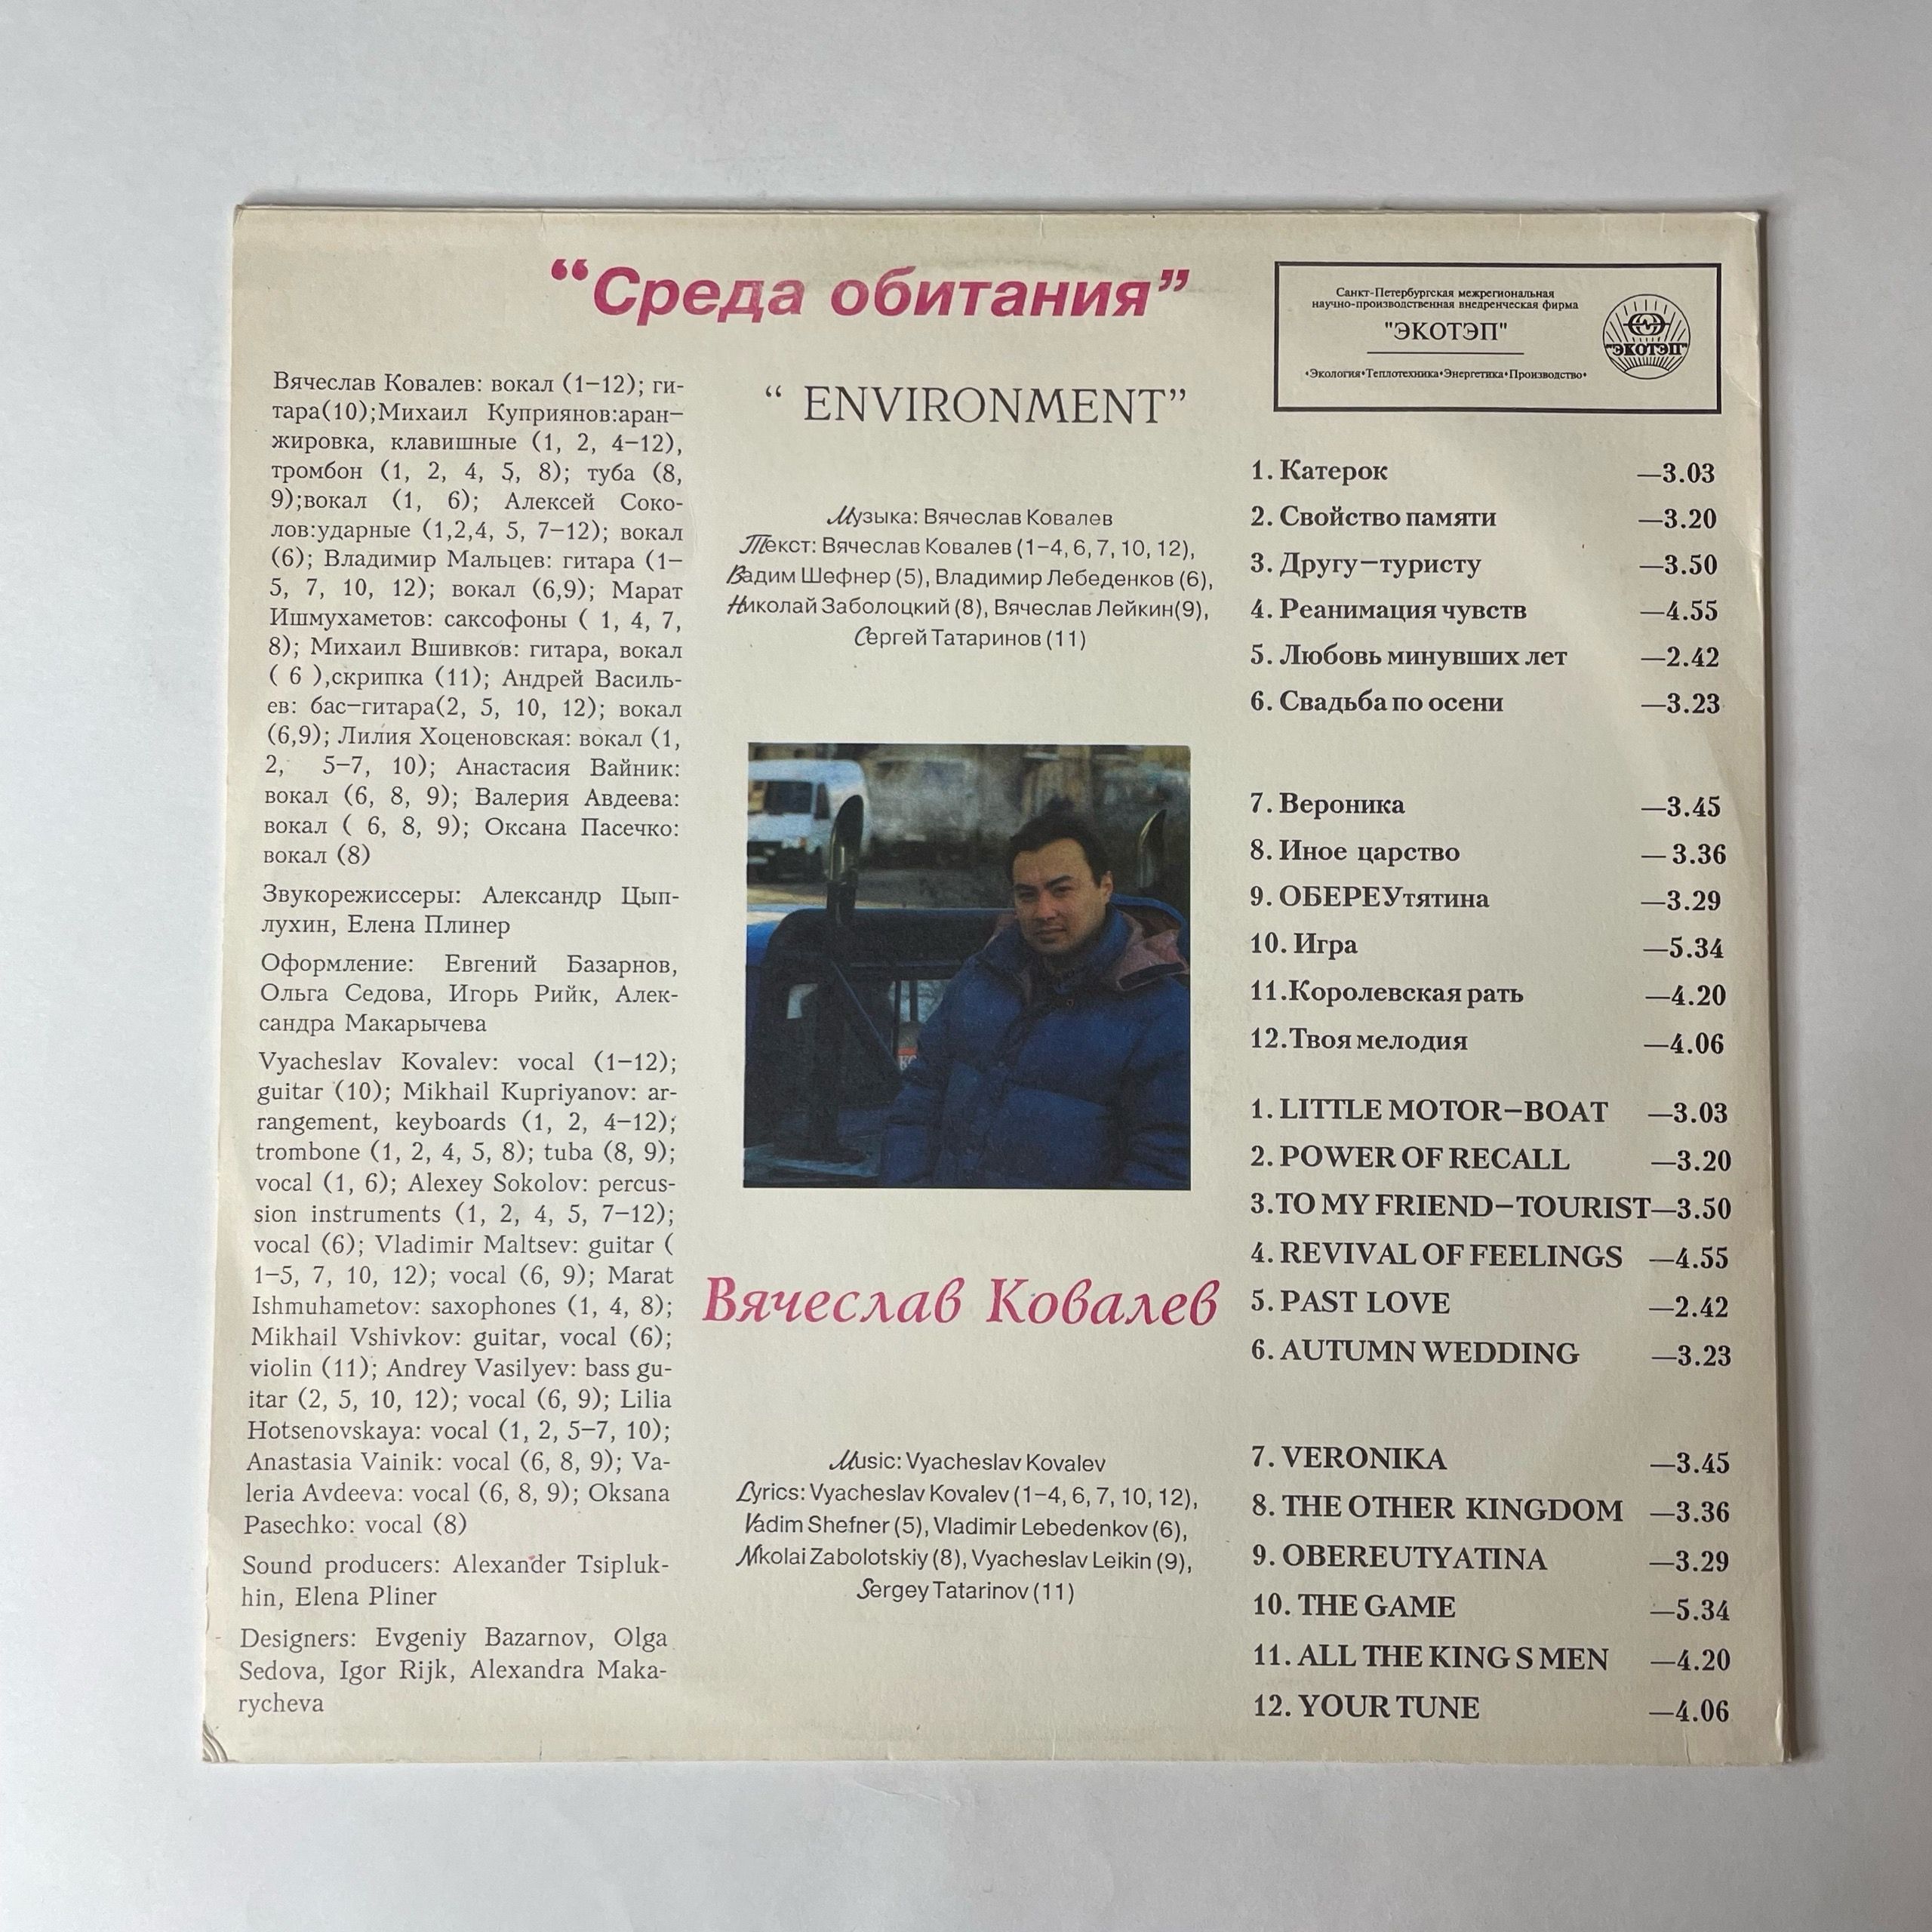 “Среда обитания”
“ ENVIRONMENT”
Санкт-Петербургская межрегиональная
научно-производственная внедренческая фирма
"ЭКОТЭП"
•Экология•Теплотехника•Энергетика•Производство•
"ЭКОТЭП"
Вячеслав Ковалев: вокал (1–12); ги-
тара(10);Михаил Куприянов:аран–
жировка, клавишные (1, 2, 4–12),
тромбон (1, 2, 4, 5, 8); туба (8,
9);вокал (1, 6); Алексей Соко-
лов:ударные (1,2,4, 5, 7–12); вокал
(6); Владимир Мальцев: гитара (1–
5, 7, 10, 12); вокал (6,9); Марат
Ишмухаметов: саксофоны ( 1, 4, 7,
8); Михаил Вшивков: гитара, вокал
( 6 ),скрипка (11); Андрей Василь-
ев: бас–гитара(2, 5, 10, 12); вокал
(6,9); Лилия Хоценовская: вокал (1,
2, 5–7, 10); Анастасия Вайник:
вокал (6, 8, 9); Валерия Авдеева:
вокал ( 6, 8, 9); Оксана Пасечко:
вокал (8)
Звукорежиссеры: Александр Цып-
лухин, Елена Плинер
Оформление: Евгений Базарнов,
Ольга Седова, Игорь Рийк, Алек-
сандра Макарычева
Vyacheslav Kovalev: vocal (1–12);
guitar (10); Mikhail Kupriyanov: ar-
rangement, keyboards (1, 2, 4–12);
trombone (1, 2, 4, 5, 8); tuba (8, 9);
vocal (1, 6); Alexey Sokolov: percus-
sion instruments (1, 2, 4, 5, 7–12);
vocal (6); Vladimir Maltsev: guitar (
1–5, 7, 10, 12); vocal (6, 9); Marat
Ishmuhametov: saxophones (1, 4, 8);
Mikhail Vshivkov: guitar, vocal (6);
violin (11); Andrey Vasilyev: bass gu-
itar (2, 5, 10, 12); vocal (6, 9); Lilia
Hotsenovskaya: vocal (1, 2, 5–7, 10);
Anastasia Vainik: vocal (6, 8, 9); Va-
leria Avdeeva: vocal (6, 8, 9); Oksana
Pasechko: vocal (8)
Sound producers: Alexander Tsipluk-
hin, Elena Pliner
Designers: Evgeniy Bazarnov, Olga
Sedova, Igor Rijk, Alexandra Maka-
rycheva
Музыка: Вячеслав Ковалев
Текст: Вячеслав Ковалев (1–4, 6, 7, 10, 12),
Вадим Шефнер (5), Владимир Лебеденков (6),
Николай Заболоцкий (8), Вячеслав Лейкин(9),
Сергей Татаринов (11)
Вячеслав Ковалев
Music: Vyacheslav Kovalev
Lyrics: Vyacheslav Kovalev (1–4, 6, 7, 10, 12),
Vadim Shefner (5), Vladimir Lebedenkov (6),
Nikolai Zabolotskiy (8), Vyacheslav Leikin (9),
Sergey Tatarinov (11)
1. Катерок —3.03
2. Свойство памяти —3.20
3. Другу–туристу —3.50
4. Реанимация чувств —4.55
5. Любовь минувших лет —2.42
6. Свадьба по осени —3.23
7. Вероника —3.45
8. Иное царство — 3.36
9. ОБЕРЕУтятина —3.29
10. Игра —5.34
11.Королевская рать —4.20
12.Твоя мелодия —4.06
1. LITTLE MOTOR–BOAT —3.03
2. POWER OF RECALL —3.20
3.TO MY FRIEND–TOURIST—3.50
4. REVIVAL OF FEELINGS —4.55
5. PAST LOVE —2.42
6. AUTUMN WEDDING —3.23
7. VERONIKA —3.45
8. THE OTHER KINGDOM —3.36
9. OBEREUTYATINA —3.29
10. THE GAME —5.34
11. ALL THE KING S MEN —4.20
12. YOUR TUNE —4.06